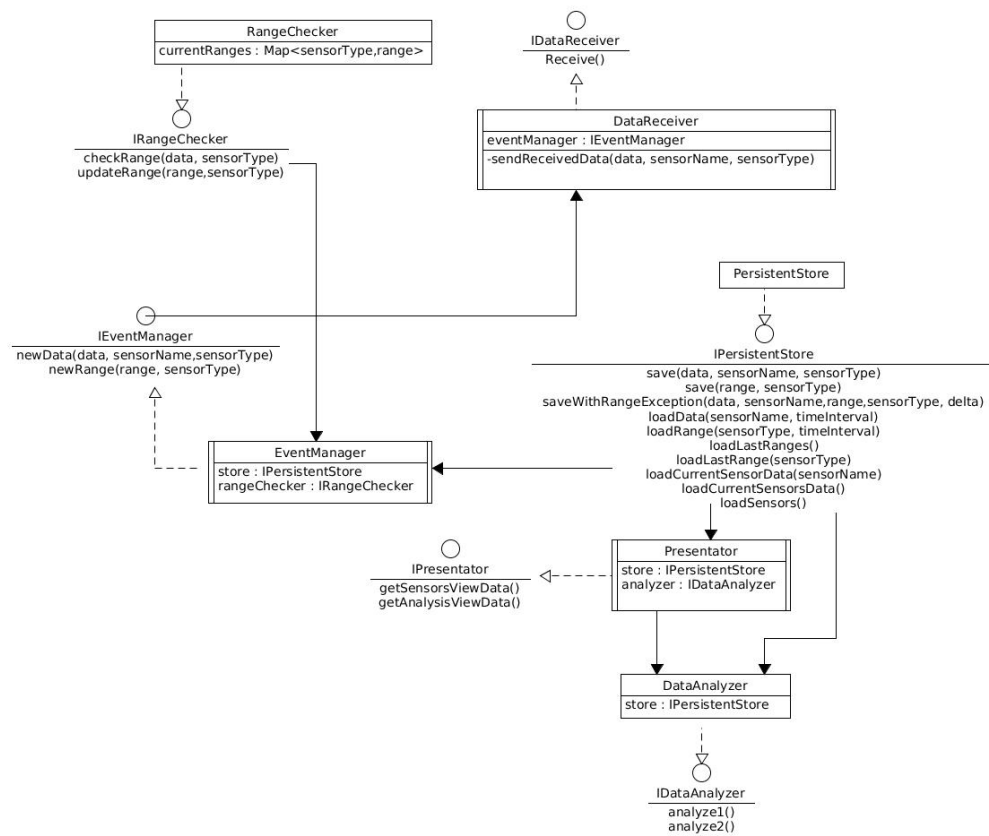 RangeChecker
currentRanges : Map<sensorType,range>
IRangeChecker
checkRange(data, sensorType)
updateRange(range,sensorType)
IDataReceiver
Receive()
DataReceiver
eventManager : IEventManager
-sendReceivedData(data, sensorName, sensorType)
IEventManager
newData(data, sensorName,sensorType)
newRange(range, sensorType)
PersistentStore
IPersistentStore
save(data, sensorName, sensorType)
save(range, sensorType)
saveWithRangeException(data, sensorName,range,sensorType, delta)
loadData(sensorName, timeInterval)
loadRange(sensorType, timeInterval)
loadLastRanges()
loadLastRange(sensorType)
loadCurrentSensorData(sensorName)
loadCurrentSensorsData()
loadSensors()
EventManager
store : IPersistentStore
rangeChecker : IRangeChecker
IPresentator
getSensorsViewData()
getAnalysisViewData()
Presentator
store : IPersistentStore
analyzer : IDataAnalyzer
DataAnalyzer
store : IPersistentStore
IDataAnalyzer
analyze1()
analyze2()